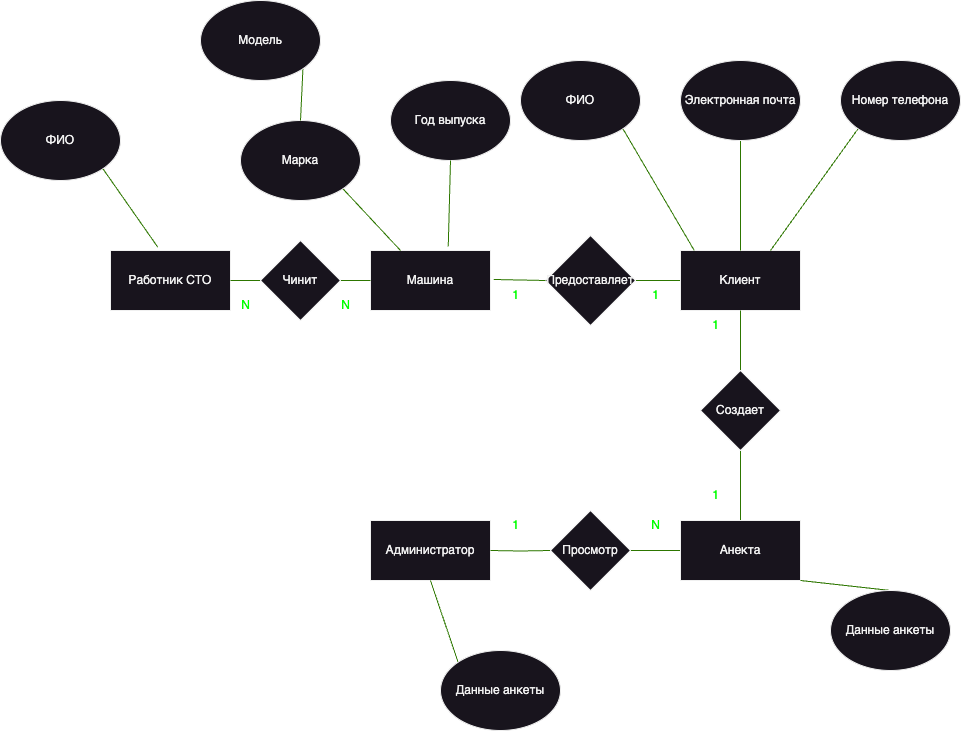 Модель
ФИО
Электронная почта
Номер телефона
Год выпуска
ФИО
Марка
Работник СТО
Чинит
Машина
Предоставляет
Клиент
N
N
1
1
1
Создает
1
1
N
Администратор
Просмотр
Анекта
Данные анкеты
Данные анкеты